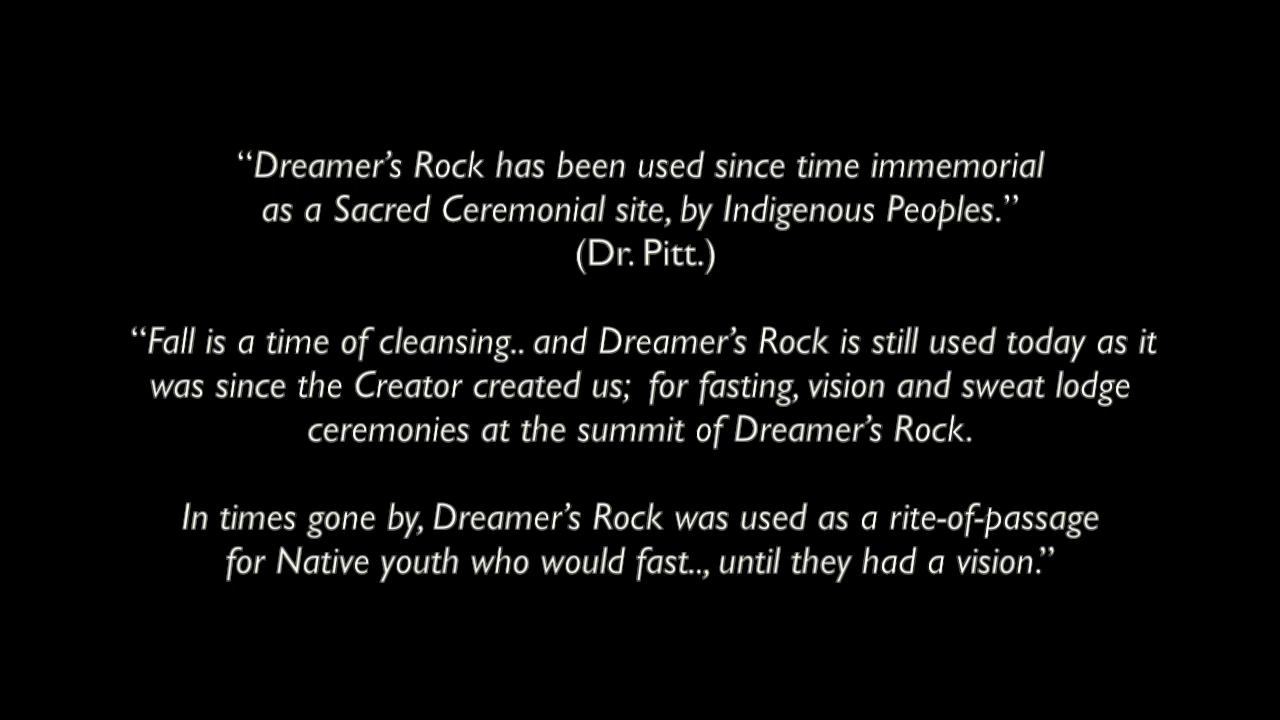 “Dreamer’s Rock has been used since time immemorial
as a Sacred Ceremonial site, by Indigenous Peoples.”
(Dr. Pitt.)
“Fall is a time of cleansing.. and Dreamer’s Rock is still used today as it
was since the Creator created us;  for fasting, vision and sweat lodge
ceremonies at the summit of Dreamer’s Rock.
In times gone by, Dreamer’s Rock was used as a rite-of-passage
for Native youth who would fast.., until they had a vision.”